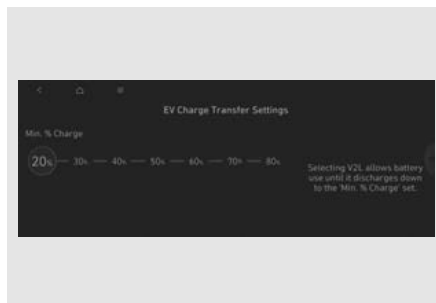 EV Charge Transfer Settings
Min. % Charge
20% 30% 40% 50% 60% 70% 80%
Selecting V2L allows battery
use until it discharges down
to the 'Min. % Charge' set.